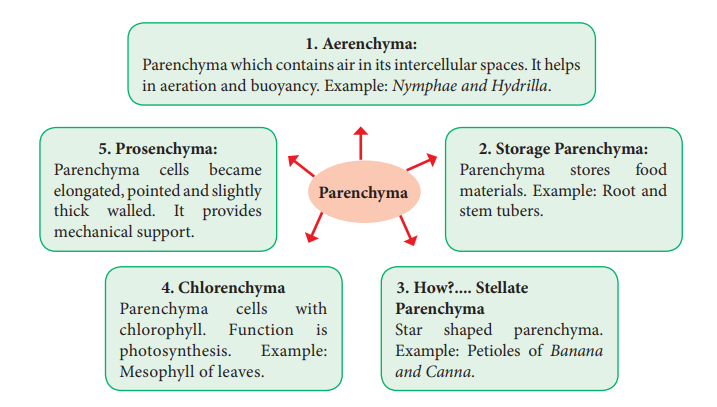 1. Aerenchyma:
Parenchyma which contains air in its intercellular spaces. It helps
in aeration and buoyancy. Example: Nymphae and Hydrilla.
5. Prosenchyma:
Parenchyma cells became
elongated, pointed and slightly
thick walled. It provides
mechanical support.
Parenchyma
2. Storage Parenchyma:
Parenchyma stores food
materials. Example: Root and
stem tubers.
4. Chlorenchyma
Parenchyma cells with
chlorophyll. Function is
photosynthesis. Example:
Mesophyll of leaves.
3. How?.... Stellate
Parenchyma
Star shaped parenchyma.
Example: Petioles of Banana
and Canna.